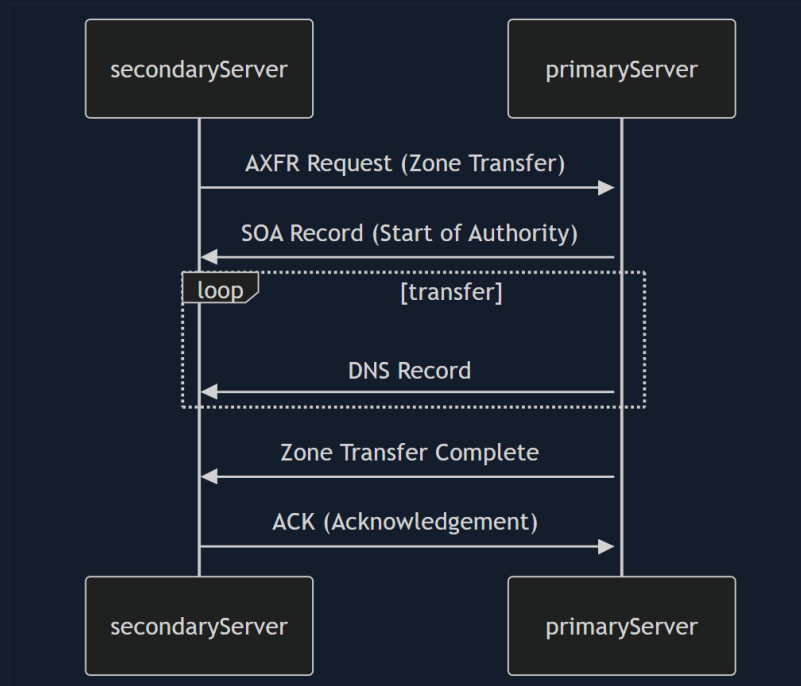 secondaryServer
primaryServer
AXFR Request (Zone Transfer)
SOA Record (Start of Authority)
loop
[transfer]
DNS Record
Zone Transfer Complete
ACK (Acknowledgement)
secondaryServer
primaryServer